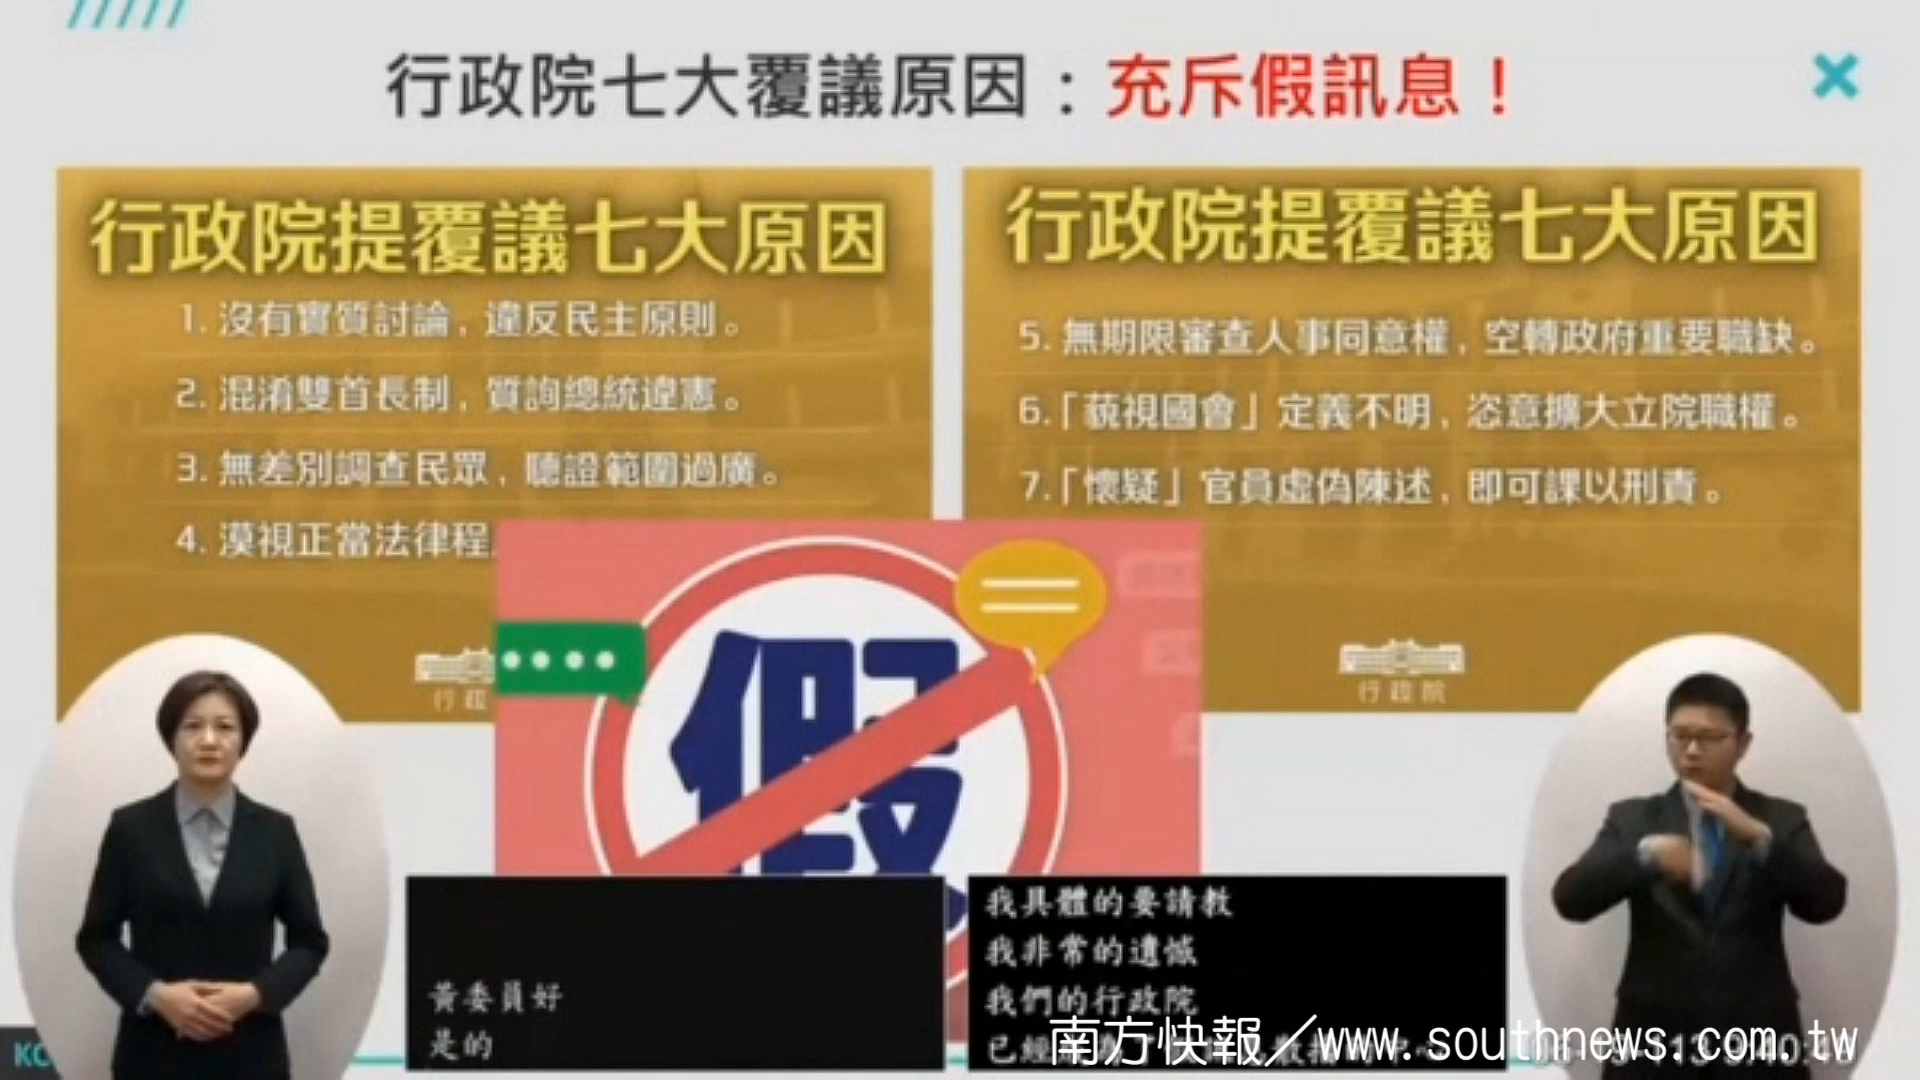 行政院七大覆議原因：充斥假訊息！
行政院提覆議七大原因
1. 沒有實質討論，違反民主原則。
2. 混淆雙首長制，質詢總統違憲。
3. 無差別調查民眾，聽證範圍過廣。
4. 漠視正當法律程
行政院提覆議七大原因
5. 無期限審查人事同意權，空轉政府重要職缺。
6.「藐視國會」定義不明，恣意擴大立院職權。
7.「懷疑」官員虛偽陳述，即可課以刑責。
行政
行政院
假
黃委員好
是的
我具體的要請教
我非常的遺憾
我們的行政院
已經
南方快報／www.southnews.com.tw
KC